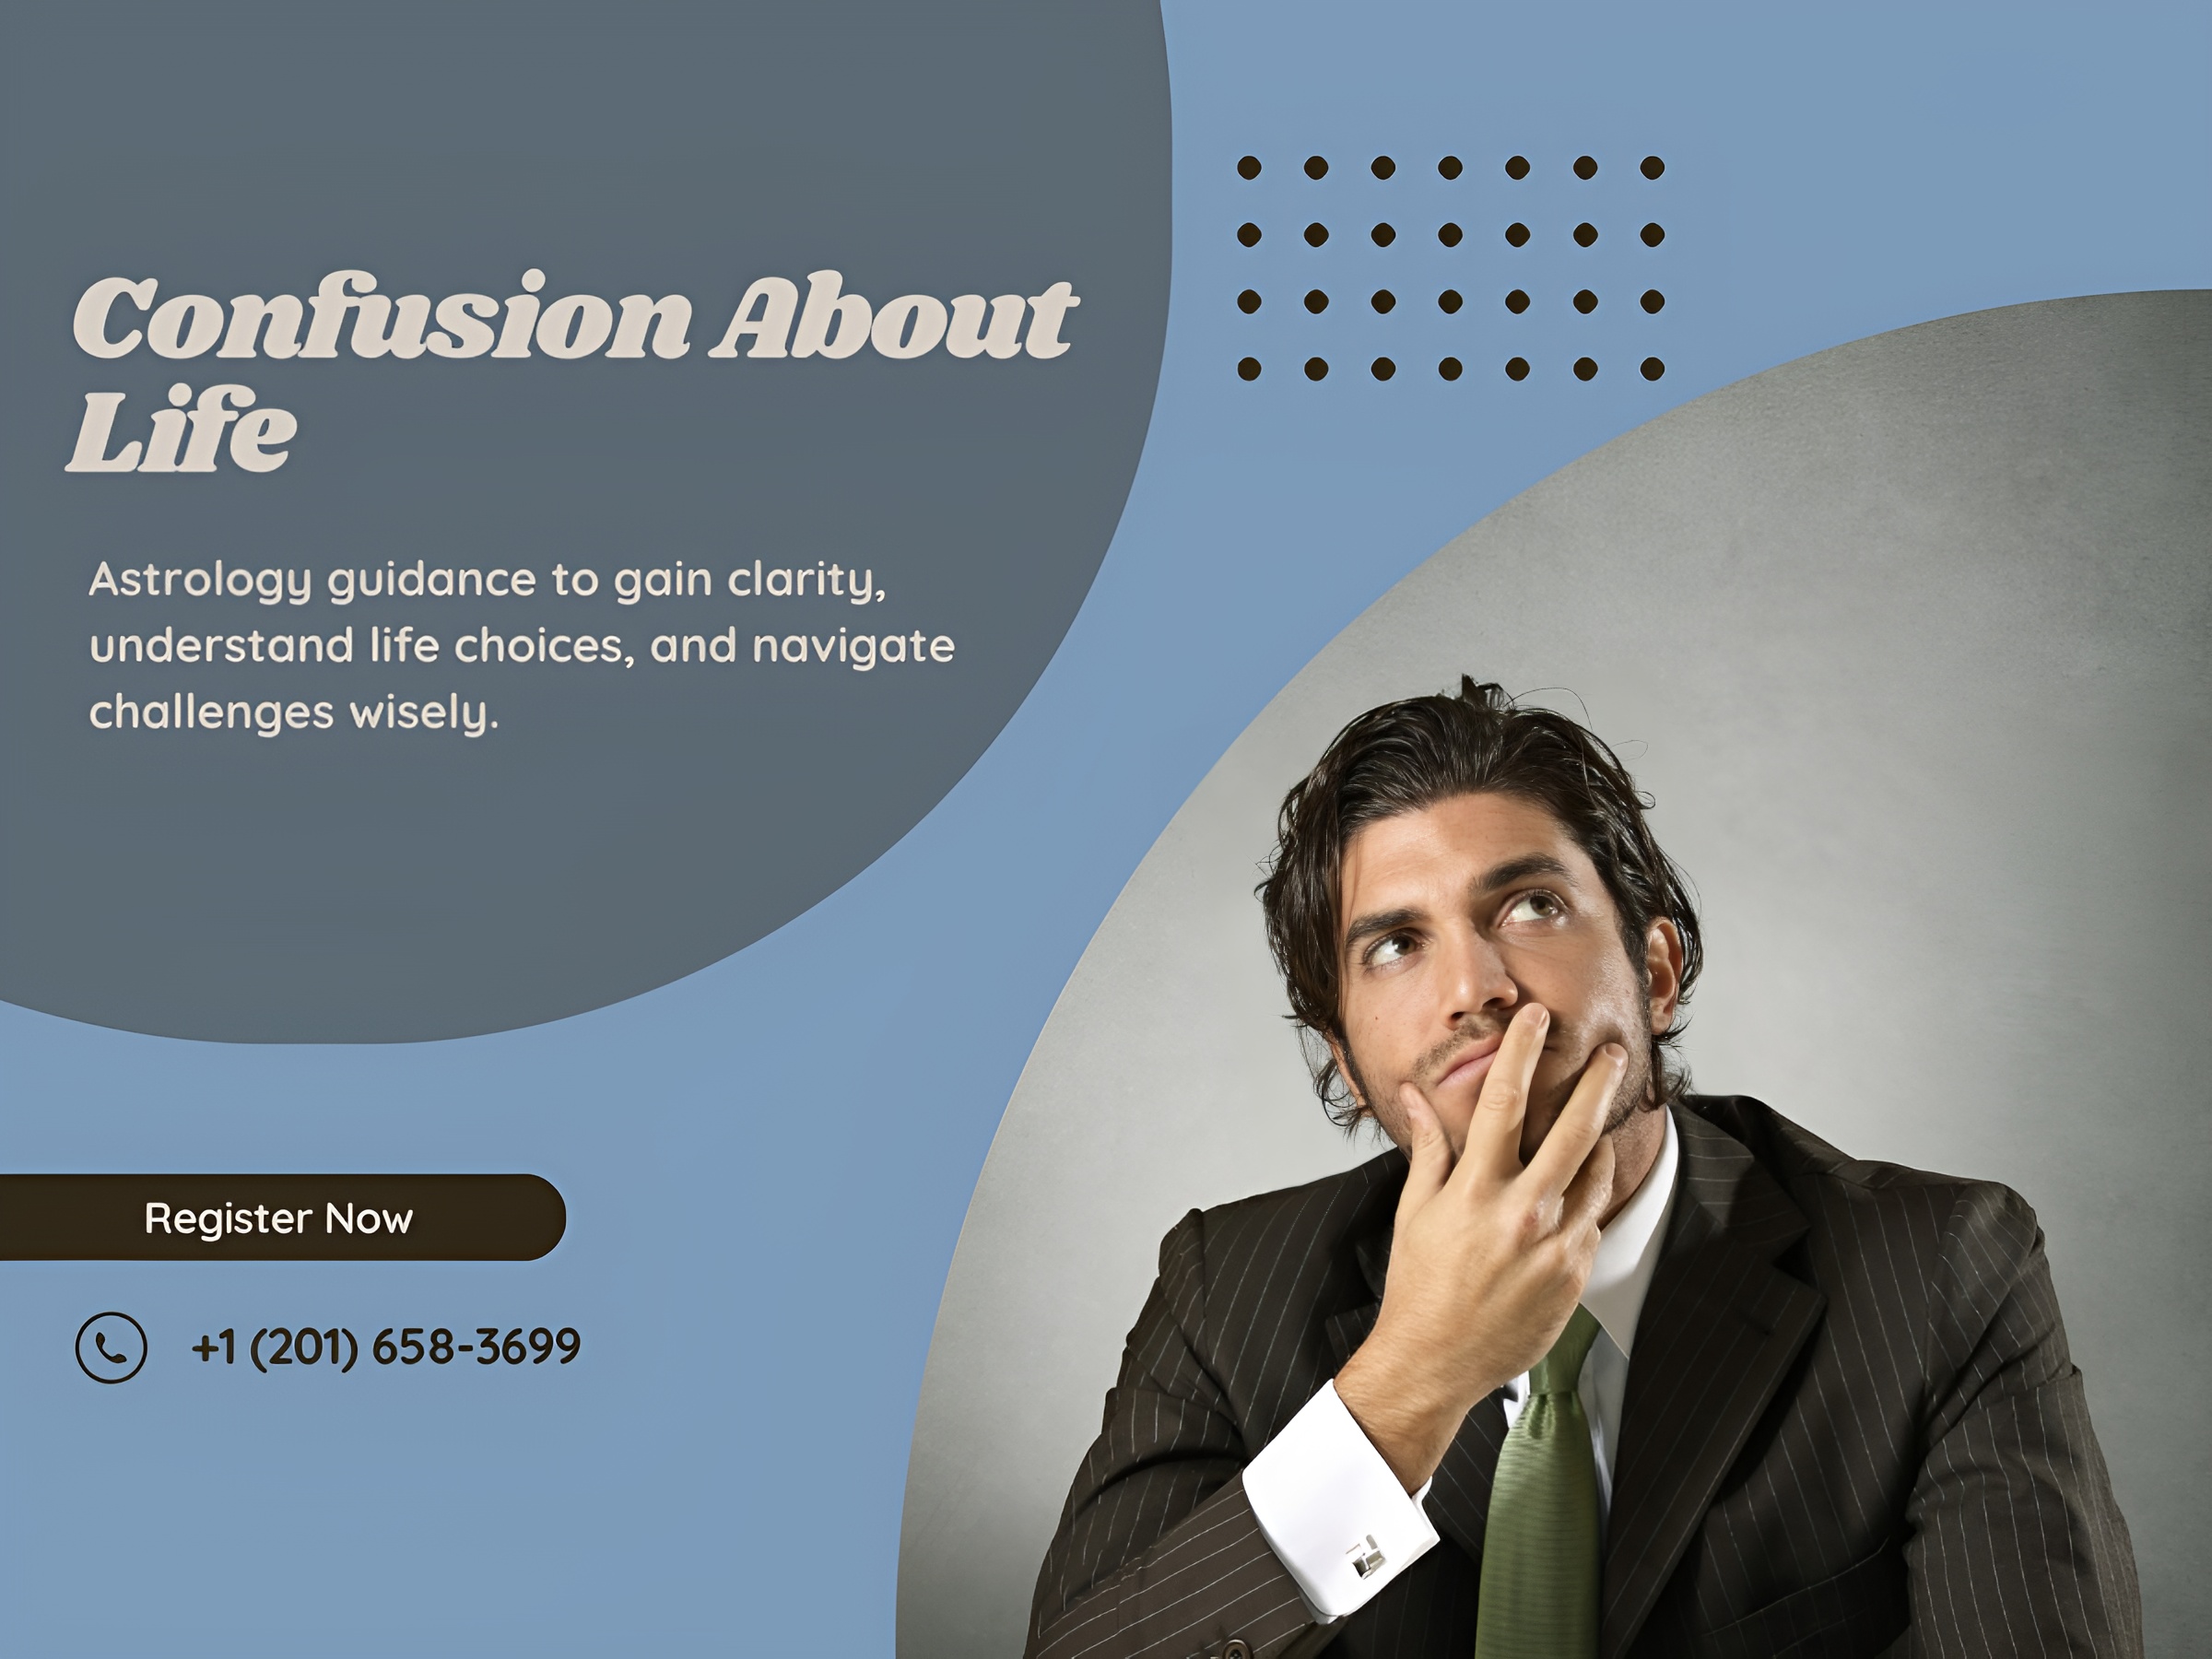 Confusion About
Life
Astrology guidance to gain clarity,
understand life choices, and navigate
challenges wisely.
Register Now
+1 (201) 658-3699